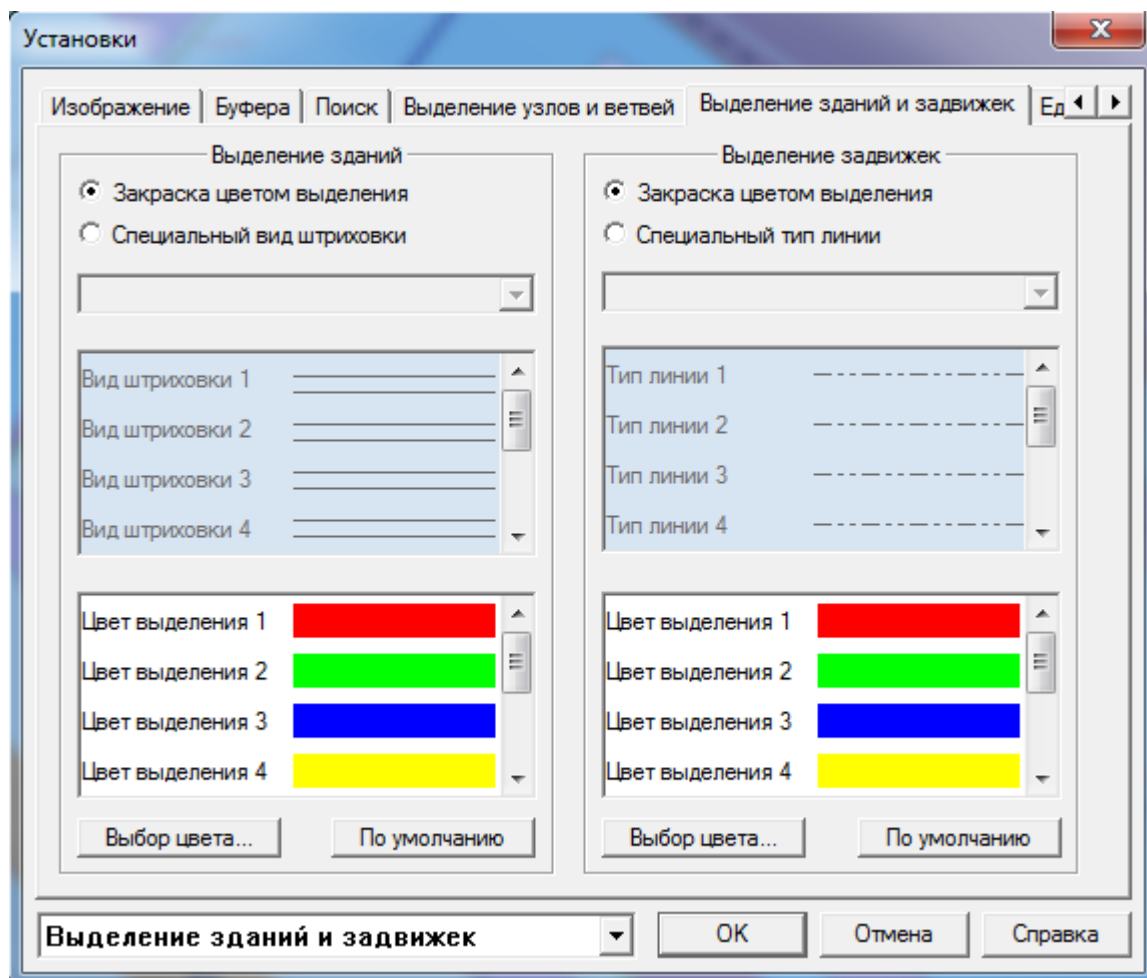 Установки
Изображение Буфера Поиск Выделение узлов и ветвей Выделение зданий и задвижек Ед
Выделение зданий
Закраска цветом выделения
Специальный вид штриховки
Вид штриховки 1
Вид штриховки 2
Вид штриховки 3
Вид штриховки 4
Цвет выделения 1
Цвет выделения 2
Цвет выделения 3
Цвет выделения 4
Выбор цвета... По умолчанию
Выделение задвижек
Закраска цветом выделения
Специальный тип линии
Тип линии 1
Тип линии 2
Тип линии 3
Тип линии 4
Цвет выделения 1
Цвет выделения 2
Цвет выделения 3
Цвет выделения 4
Выбор цвета... По умолчанию
Выделение зданий и задвижек OK Отмена Справка